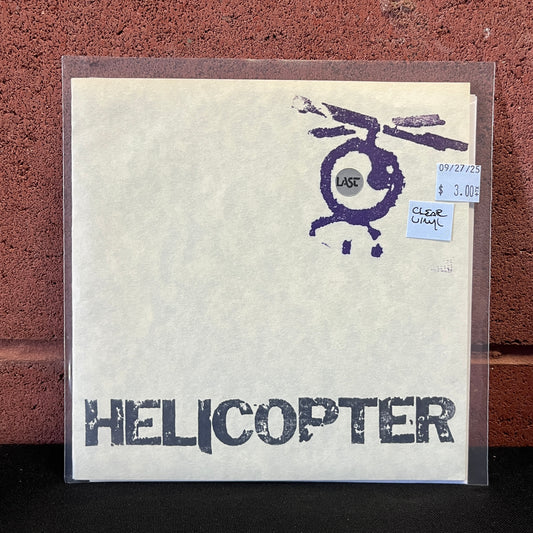 09/27/25
$ 3.00
LAST
CLEAR
VINYL
HELICOPTER